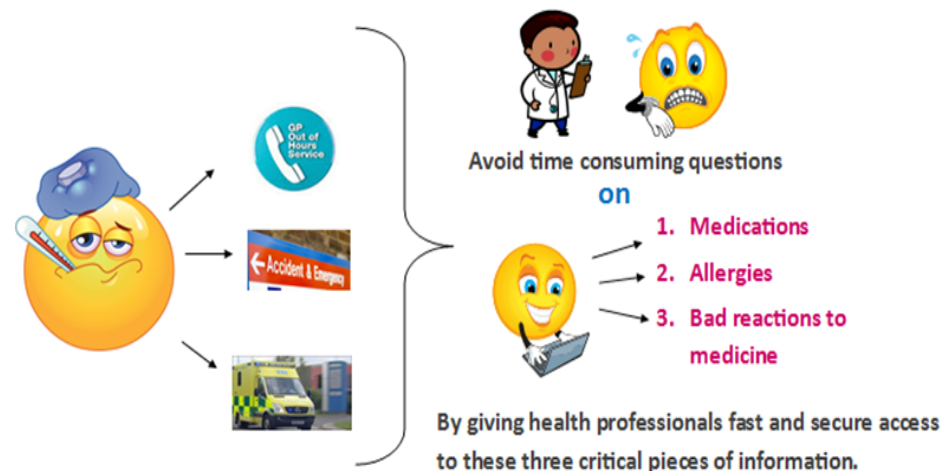 GP
Out of
Hours
Service
Accident & Emergency
Avoid time consuming questions
on
1. Medications
2. Allergies
3. Bad reactions to
medicine
By giving health professionals fast and secure access
to these three critical pieces of information.